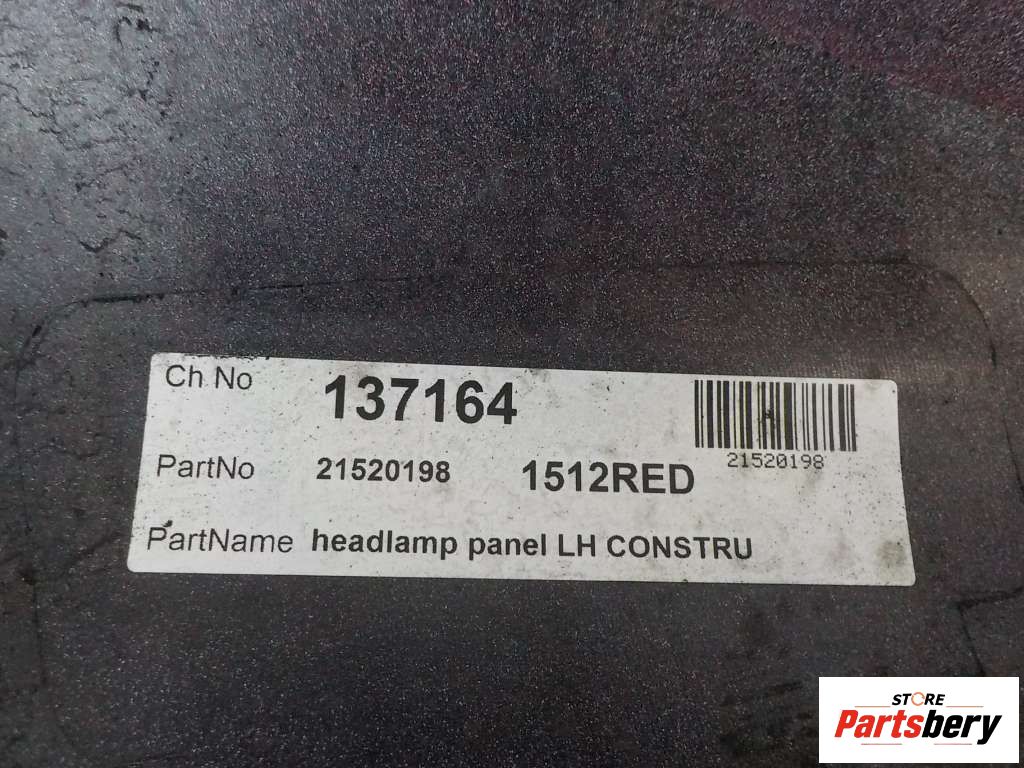 Ch No 137164
21520198
PartNo 21520198 1512RED
PartName headlamp panel LH CONSTRU
STORE
Partsbery